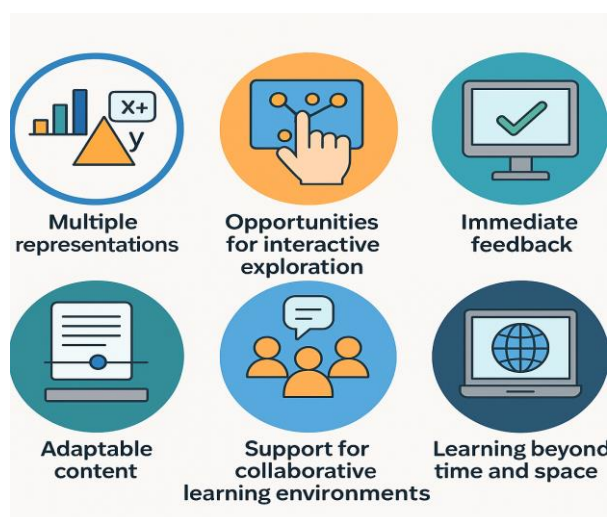 X+
y
Multiple
representations
Opportunities
for interactive
exploration
Immediate
feedback
Adaptable
content
Support for
collaborative
learning environments
Learning beyond
time and space